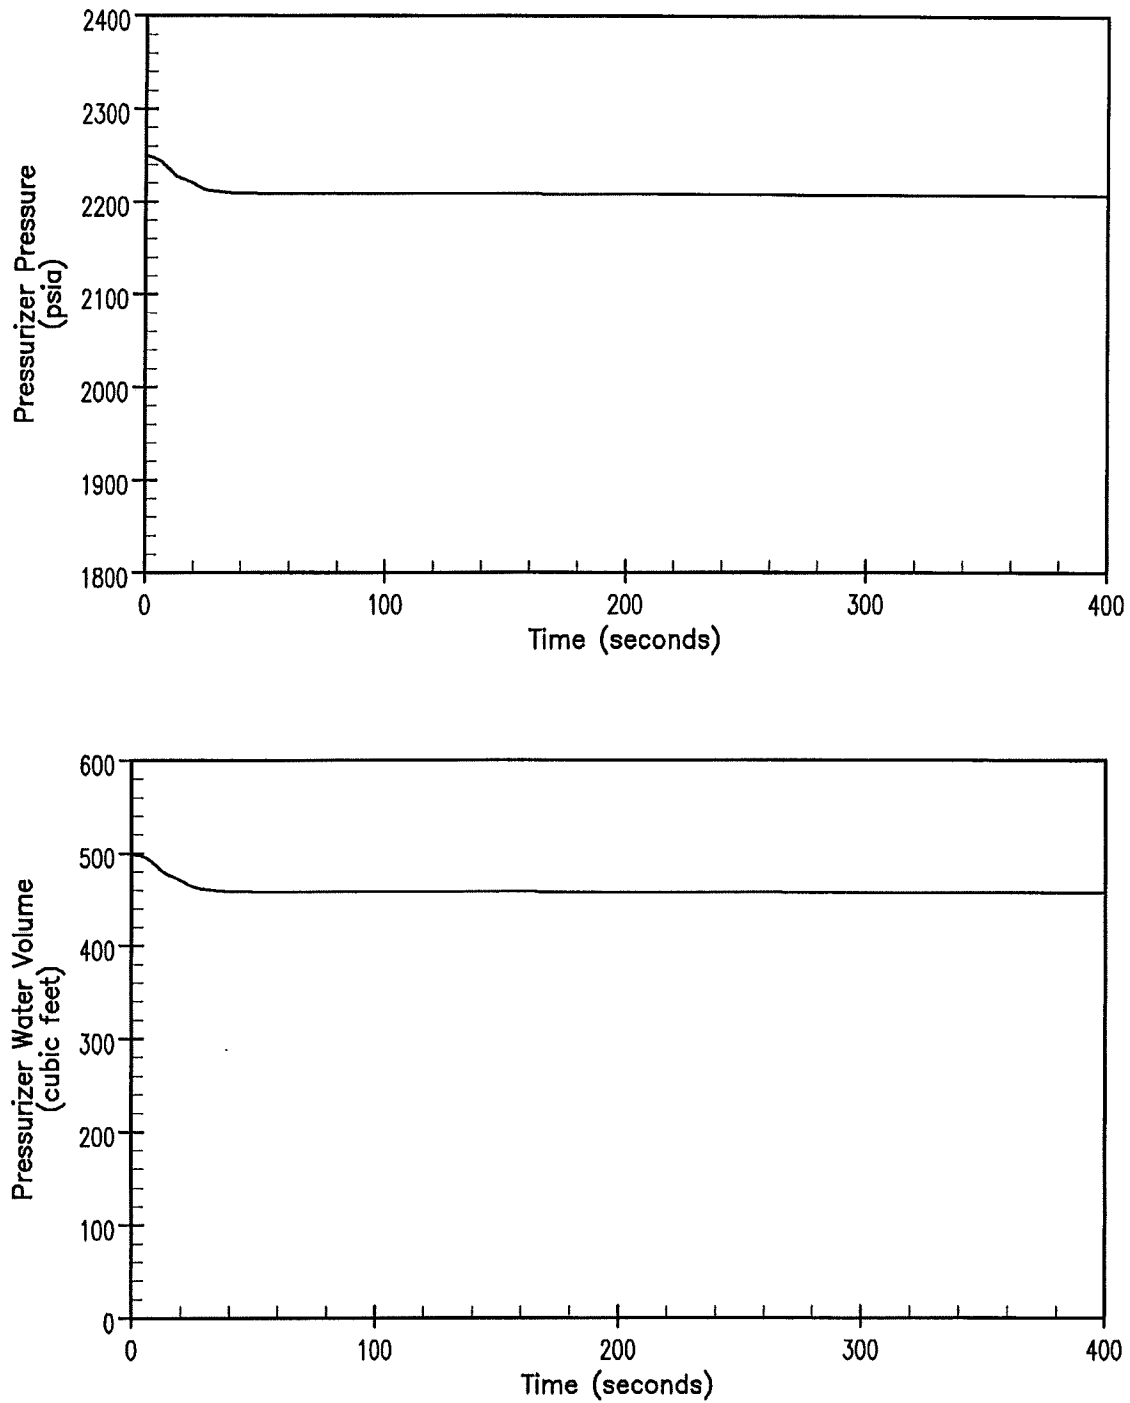 2400
2300
2200
2100
2000
1900
1800
Pressurizer Pressure
(psia)
0 100 200 300 400
Time (seconds)
600
500
400
300
200
100
0
Pressurizer Water Volume
(cubic feet)
0 100 200 300 400
Time (seconds)